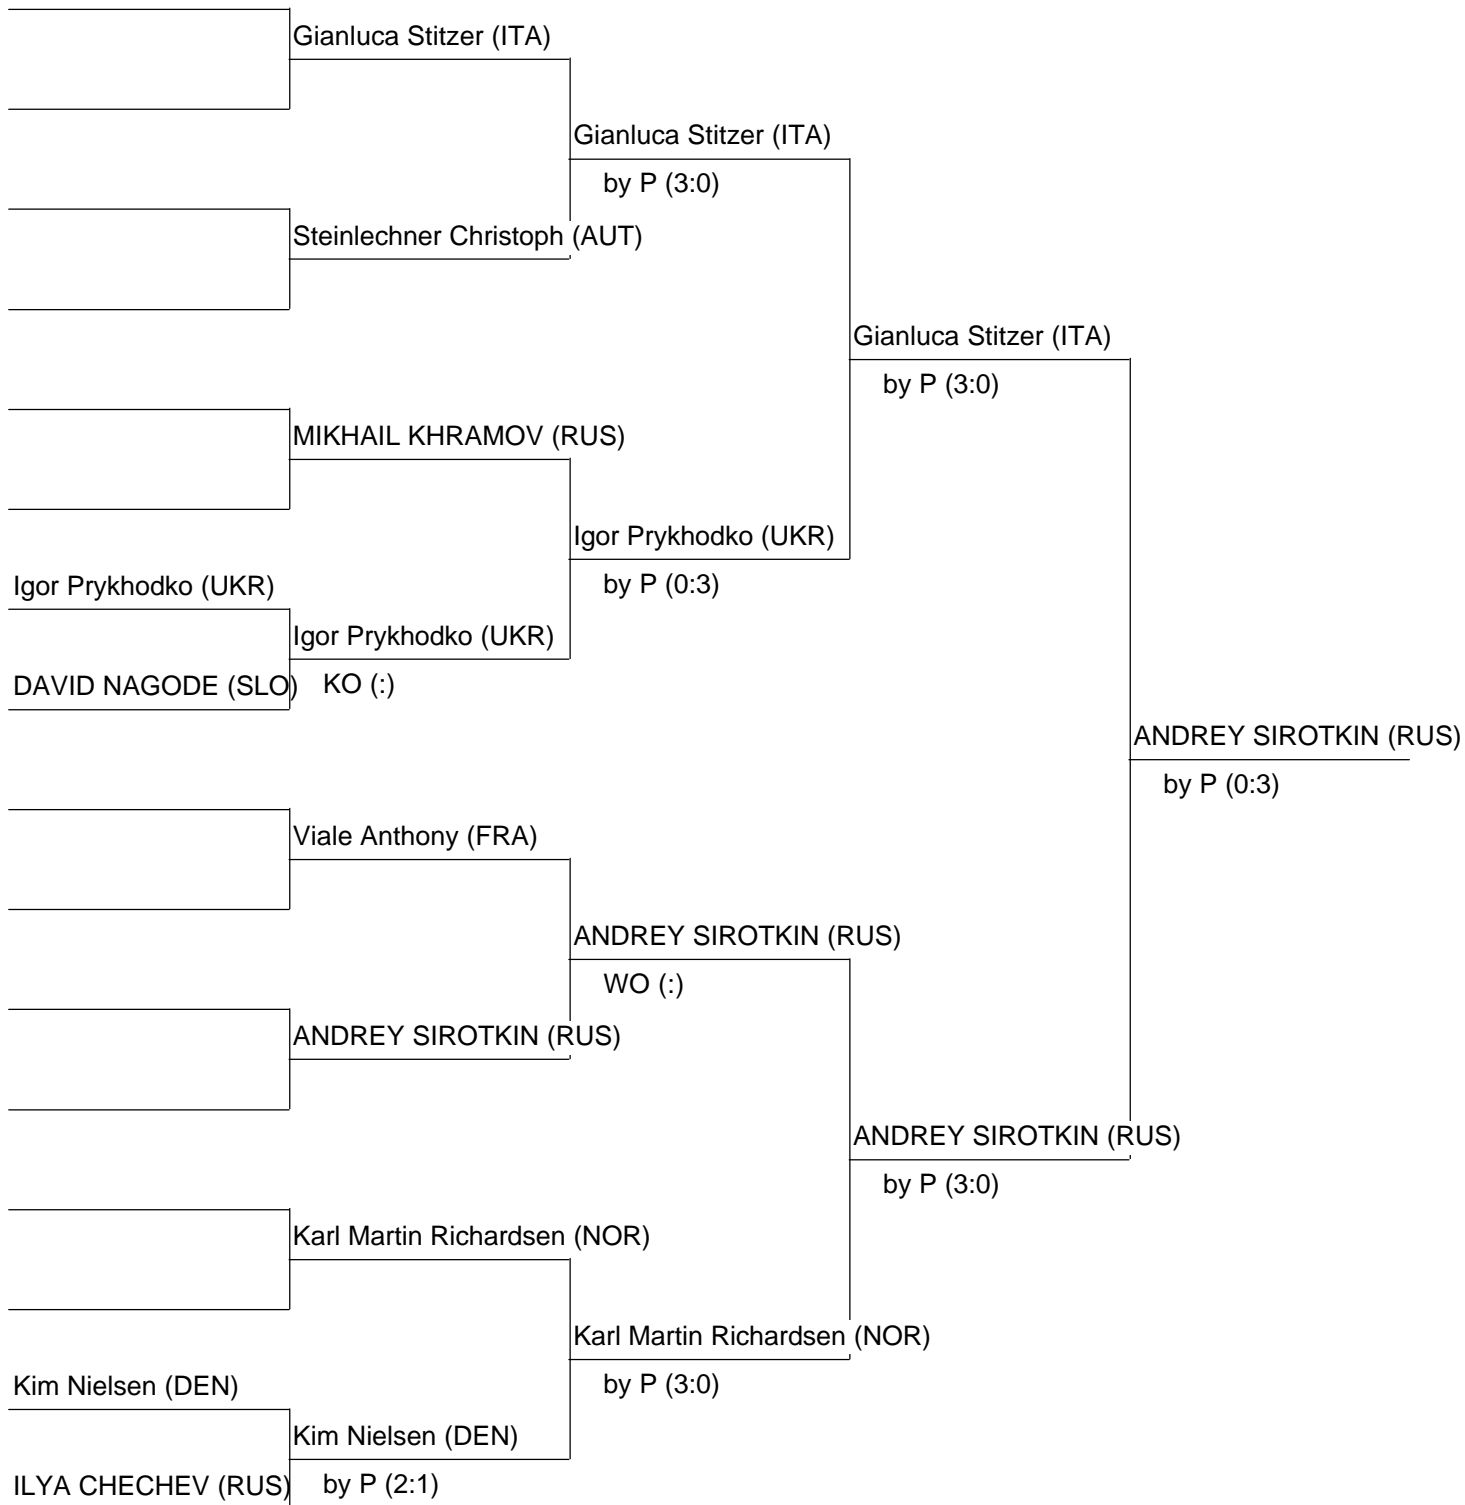 Gianluca Stitzer (ITA)
Gianluca Stitzer (ITA)
by P (3:0)
Steinlechner Christoph (AUT)
Gianluca Stitzer (ITA)
by P (3:0)
MIKHAIL KHRAMOV (RUS)
Igor Prykhodko (UKR)
by P (0:3)
Igor Prykhodko (UKR)
Igor Prykhodko (UKR)
DAVID NAGODE (SLO)
KO (:)
ANDREY SIROTKIN (RUS)
by P (0:3)
Viale Anthony (FRA)
ANDREY SIROTKIN (RUS)
WO (:)
ANDREY SIROTKIN (RUS)
ANDREY SIROTKIN (RUS)
by P (3:0)
Karl Martin Richardsen (NOR)
Karl Martin Richardsen (NOR)
by P (3:0)
Kim Nielsen (DEN)
Kim Nielsen (DEN)
ILYA CHECHEV (RUS)
by P (2:1)